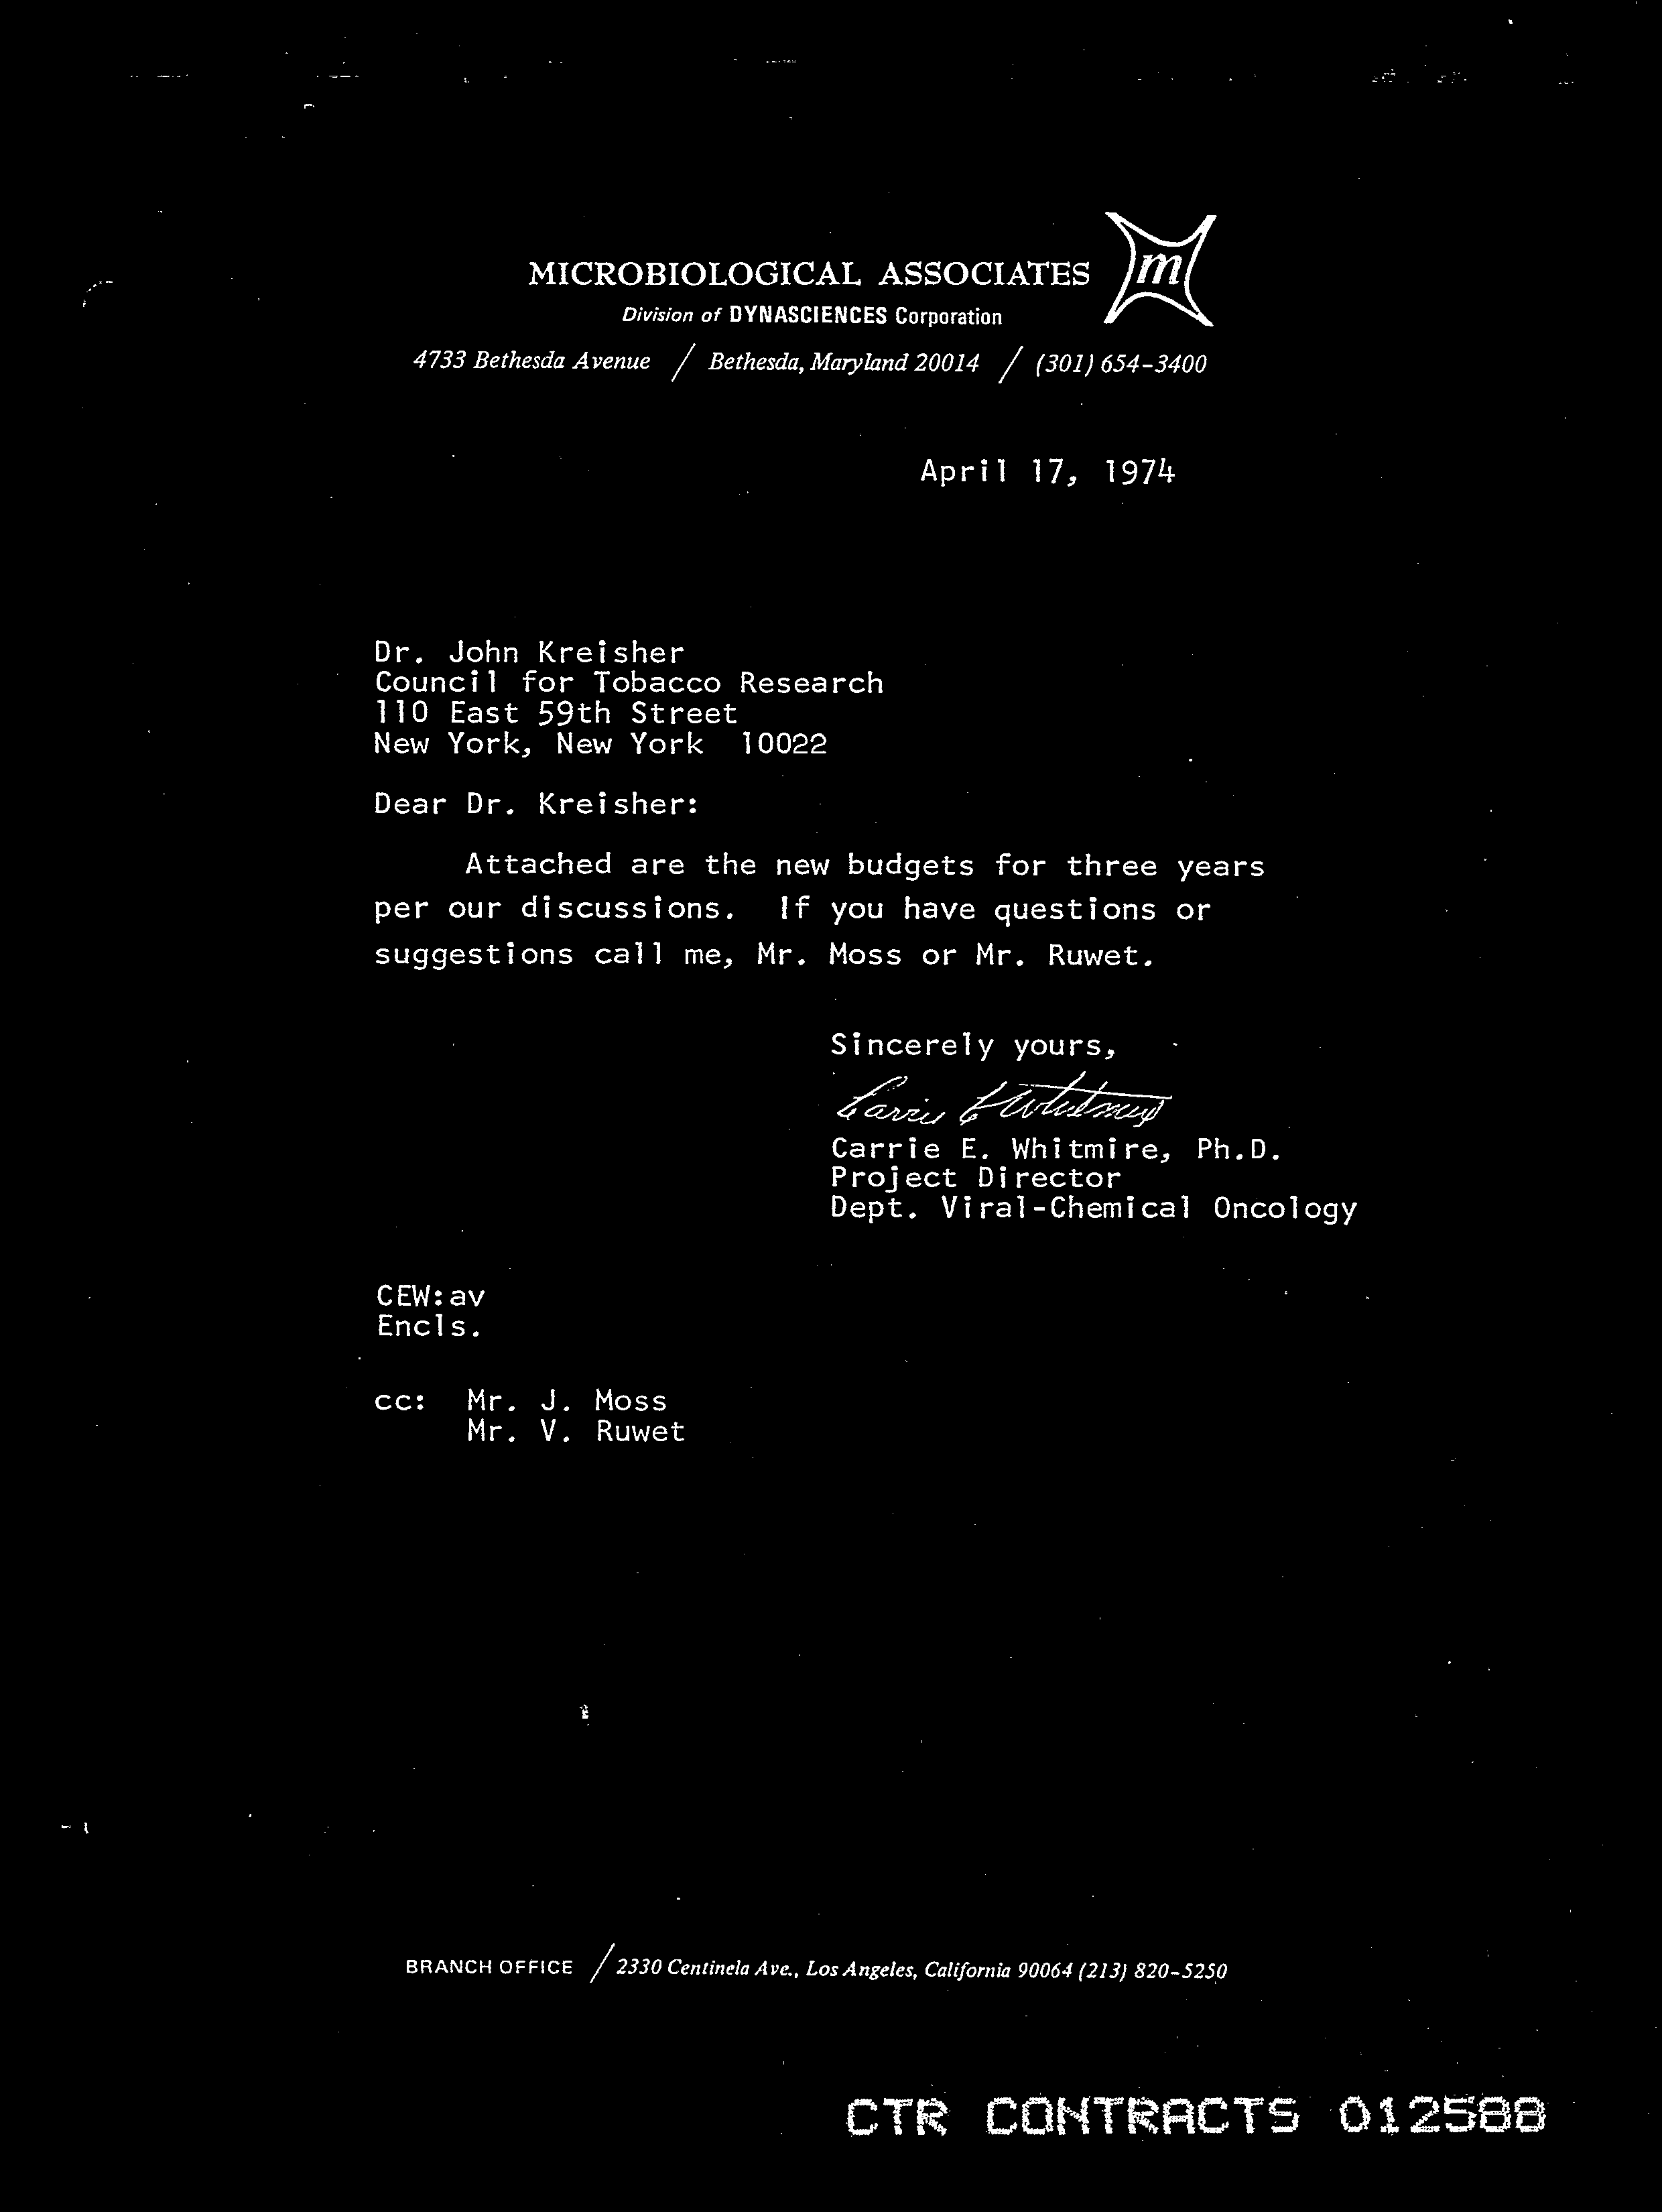 MICROBIOLOGICAL ASSOCIATES
m
Division of DYNASCIENCES Corporation
4733 Bethesda Avenue / Bethesda, Maryland 20014 / (301) 654-3400
April 17, 1974
Dr. John Kreisher
Council for Tobacco Research
110 East 59th Street
New York, New York 10022
Dear Dr. Kreisher:
Attached are the new budgets for three years
per our discussions. If you have questions or
suggestions call me, Mr. Moss or Mr. Ruwet.
Sincerely yours,
Carrie E Whitmire
Carrie E. Whitmire, Ph.D.
Project Director
Dept. Viral-Chemical Oncology
CEW:av
Encls.
cc: Mr. J. Moss
Mr. V. Ruwet
BRANCH OFFICE / 2330 Centinela Ave., Los Angeles, California 90064 (213) 820-5250
CTR CONTRACTS 012588